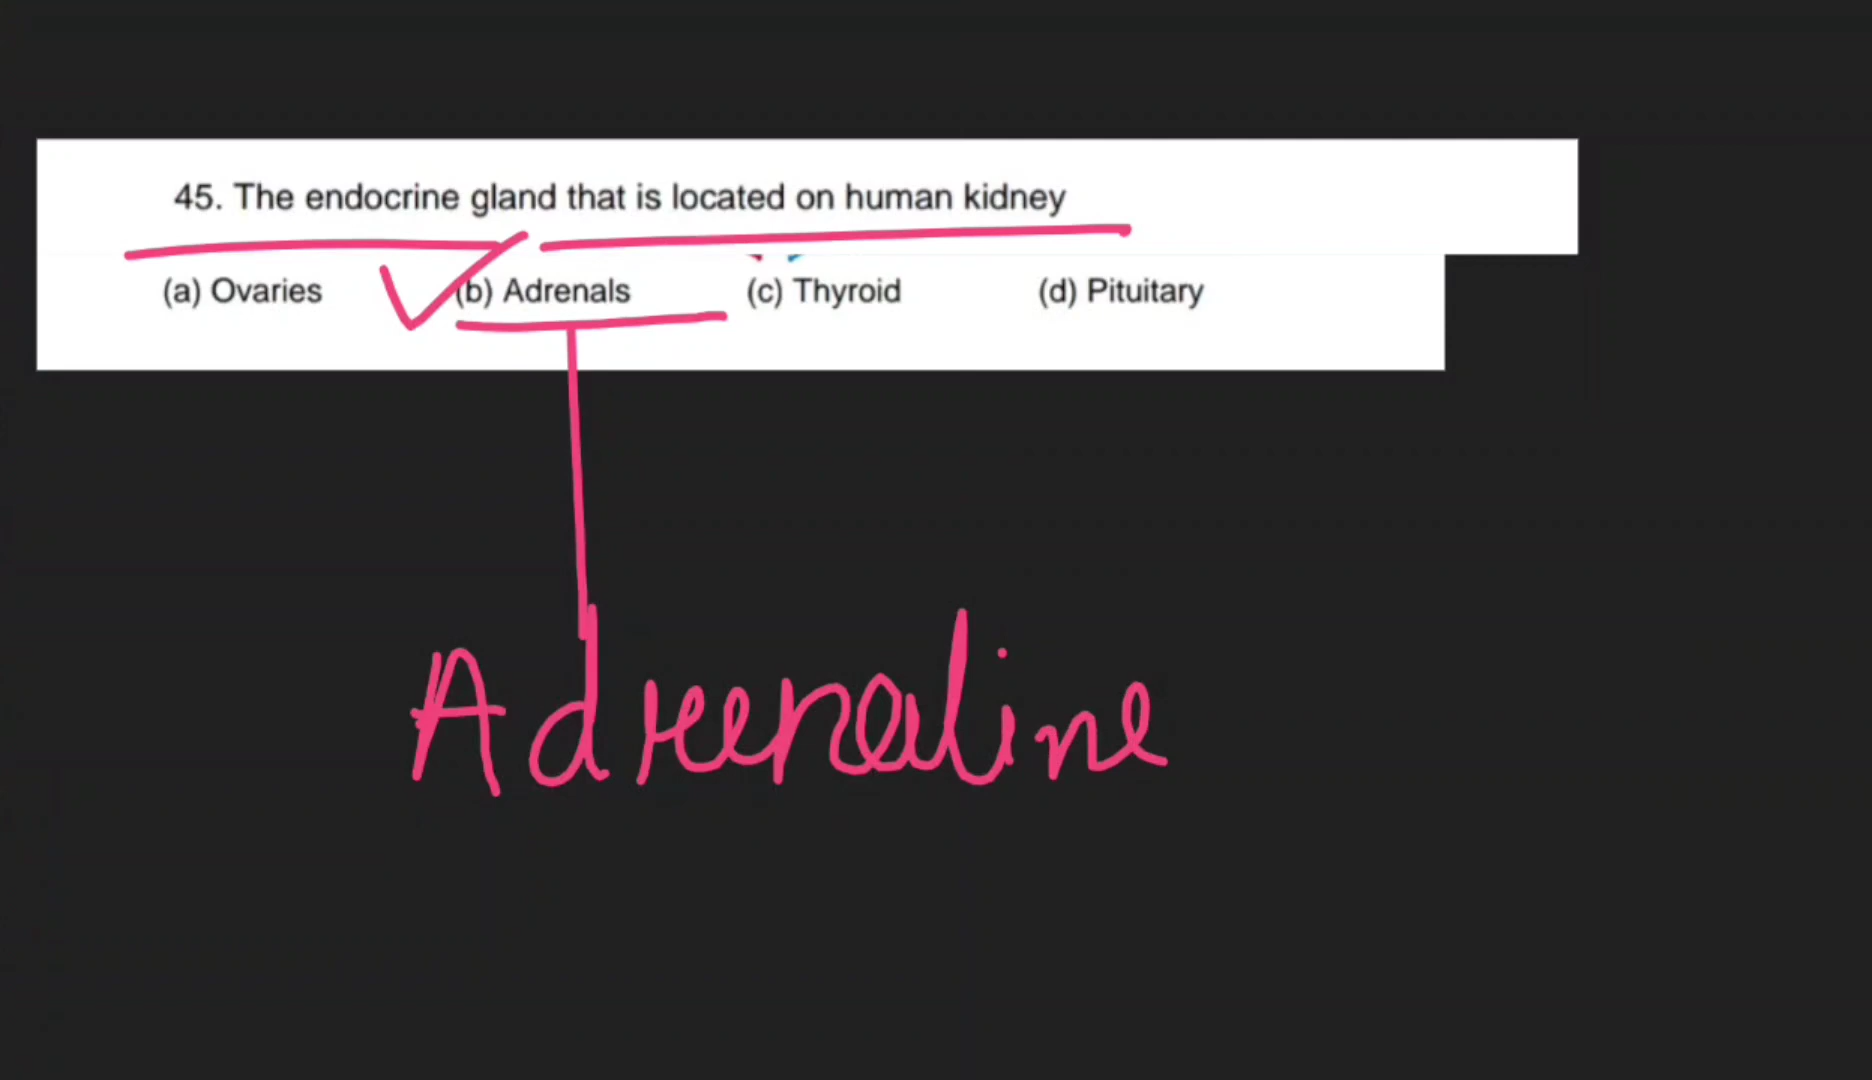 45. The endocrine gland that is located on human kidney
(a) Ovaries (b) Adrenals (c) Thyroid (d) Pituitary
Adrenaline